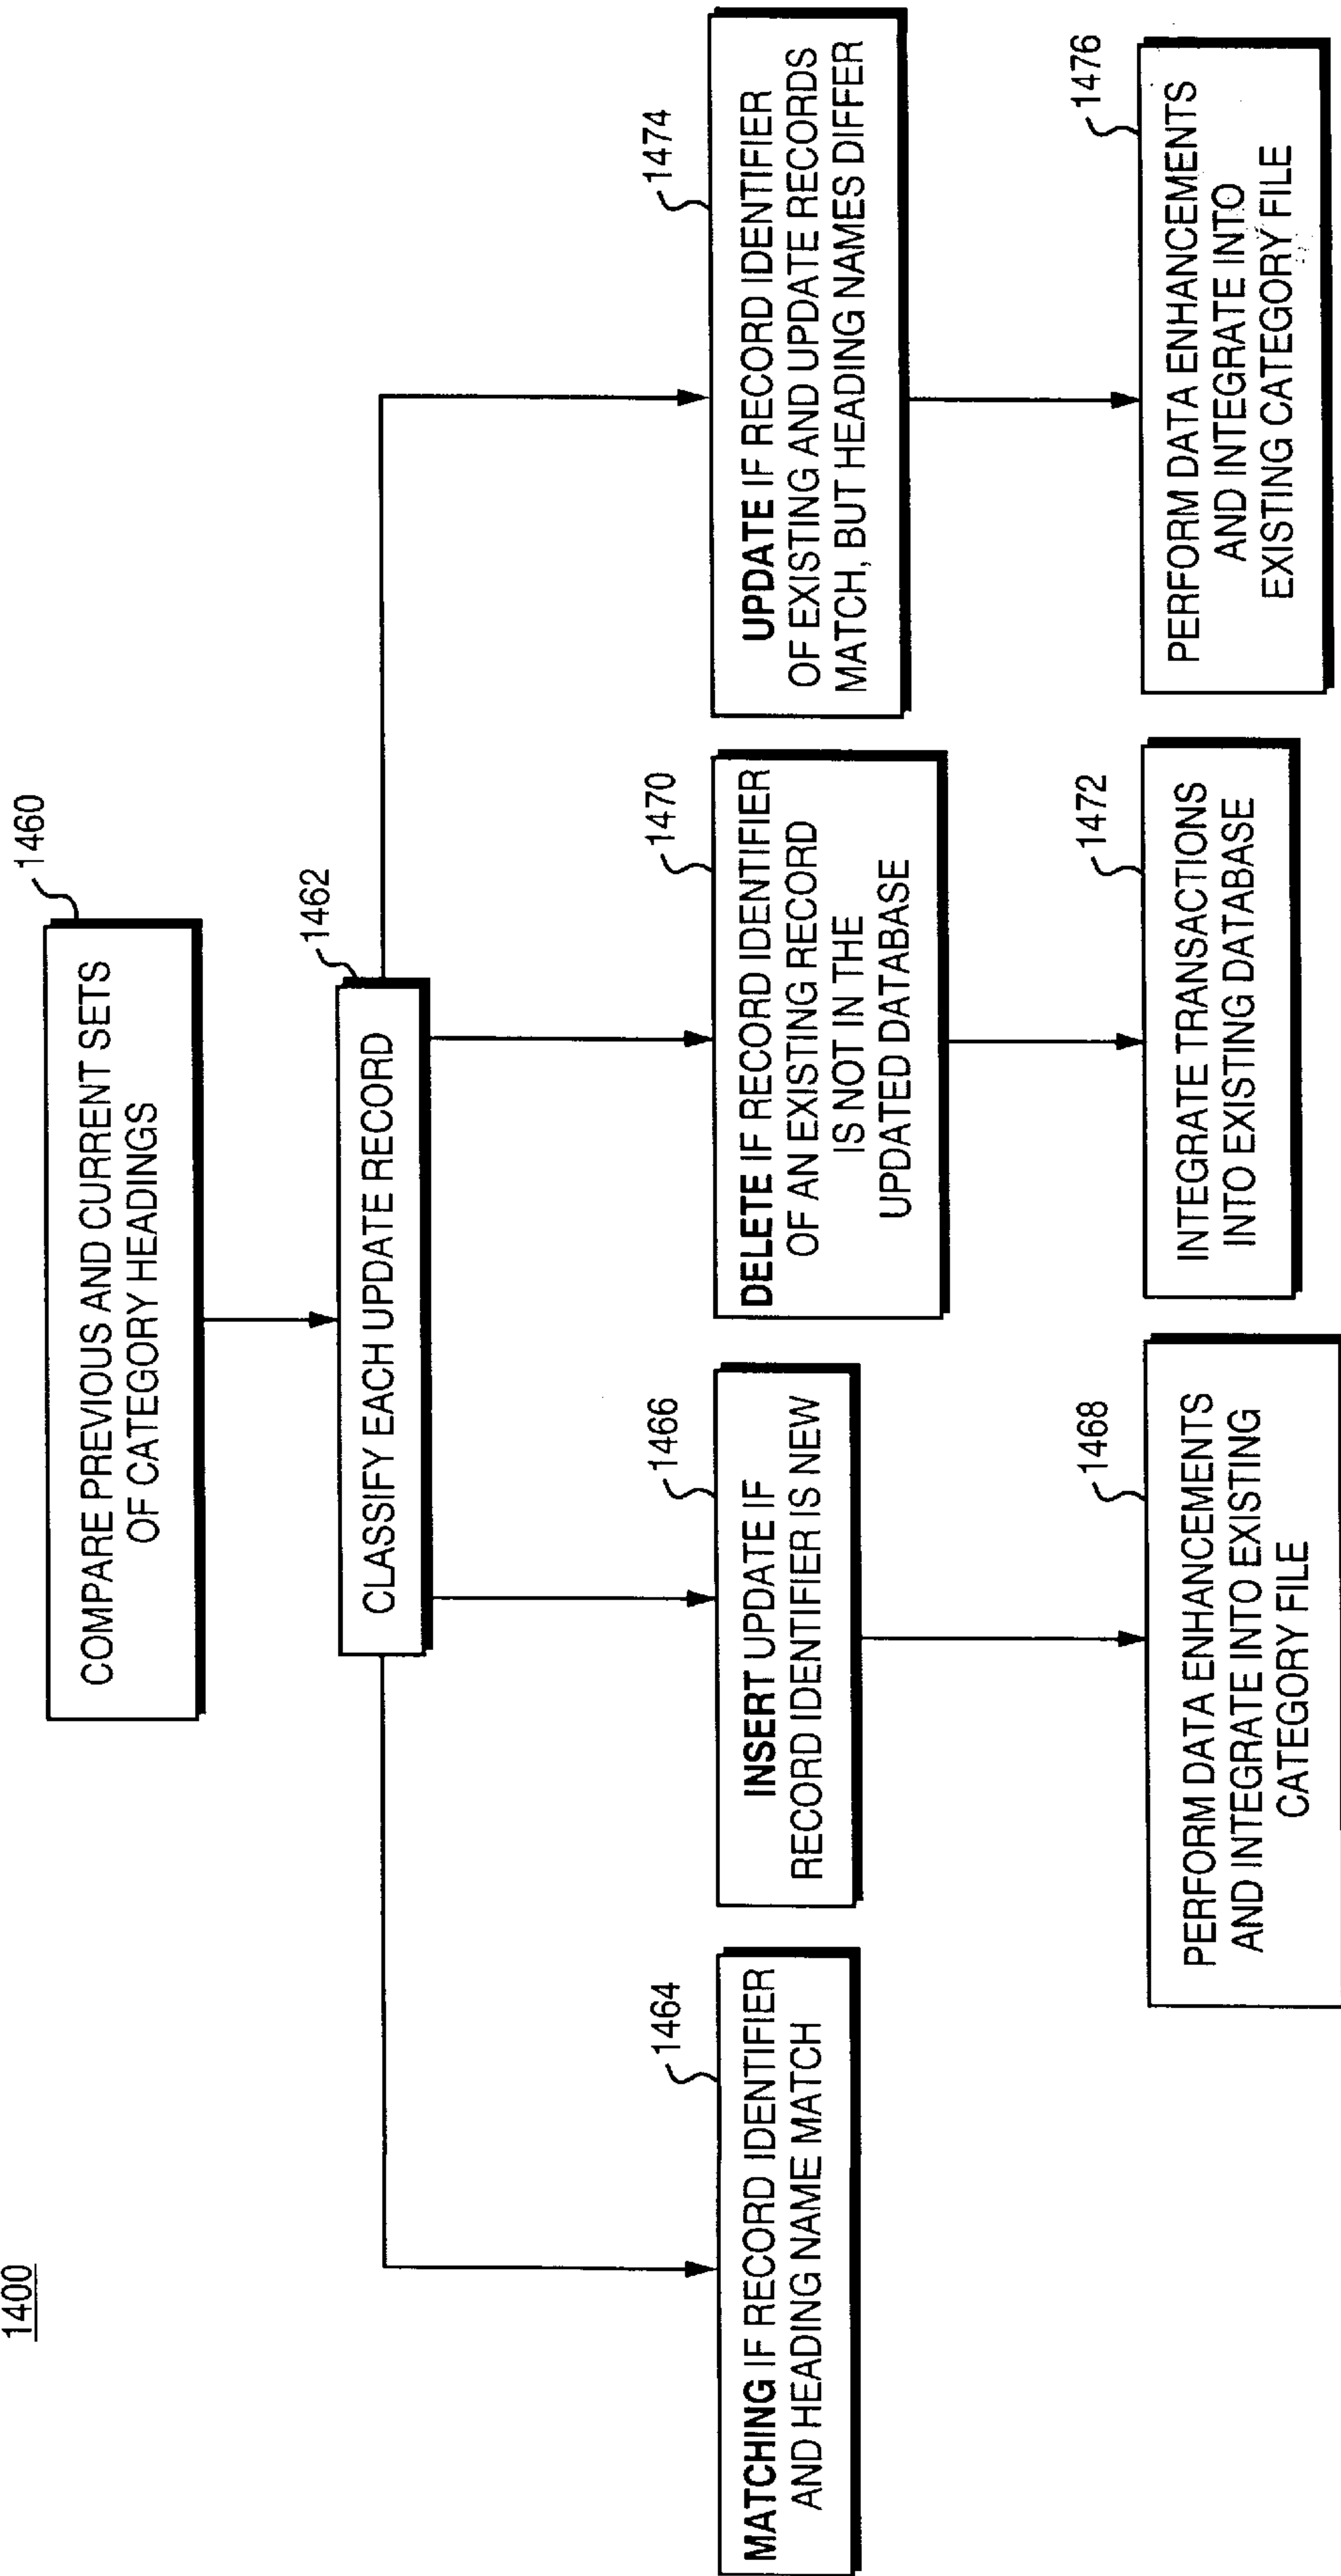 1400
1460
COMPARE PREVIOUS AND CURRENT SETS
OF CATEGORY HEADINGS
1462
CLASSIFY EACH UPDATE RECORD
1464
MATCHING IF RECORD IDENTIFIER
AND HEADING NAME MATCH
1466
INSERT UPDATE IF
RECORD IDENTIFIER IS NEW
1470
DELETE IF RECORD IDENTIFIER
OF AN EXISTING RECORD
IS NOT IN THE
UPDATED DATABASE
1474
UPDATE IF RECORD IDENTIFIER
OF EXISTING AND UPDATE RECORDS
MATCH, BUT HEADING NAMES DIFFER
1468
PERFORM DATA ENHANCEMENTS
AND INTEGRATE INTO EXISTING
CATEGORY FILE
1472
INTEGRATE TRANSACTIONS
INTO EXISTING DATABASE
1476
PERFORM DATA ENHANCEMENTS
AND INTEGRATE INTO
EXISTING CATEGORY FILE